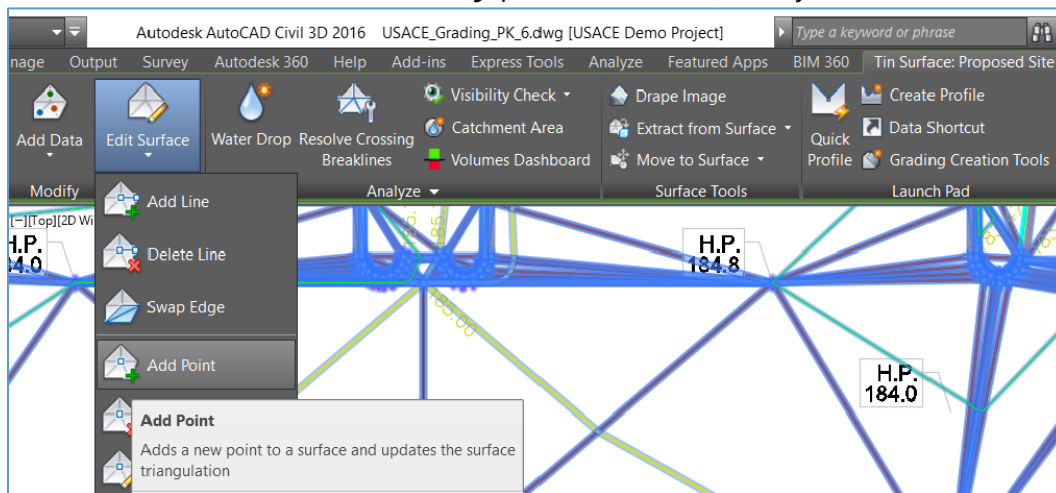 Autodesk AutoCAD Civil 3D 2016 USACE_Grading_PK_6.dwg [USACE Demo Project] Type a keyword or phrase
nage Output Survey Autodesk 360 Help Add-ins Express Tools Analyze Featured Apps BIM 360 Tin Surface: Proposed Site
Add Data
Edit Surface
Water Drop
Resolve Crossing
Breaklines
Visibility Check
Catchment Area
Volumes Dashboard
Drape Image
Extract from Surface
Move to Surface
Quick
Profile
Create Profile
Data Shortcut
Grading Creation Tools
Modify Analyze Surface Tools Launch Pad
[−][Top][2D Wi
H.P.
4.0
Add Line
Delete Line
Swap Edge
Add Point
Add Point
Adds a new point to a surface and updates the surface
triangulation
185.00
H.P.
184.8
H.P.
184.0